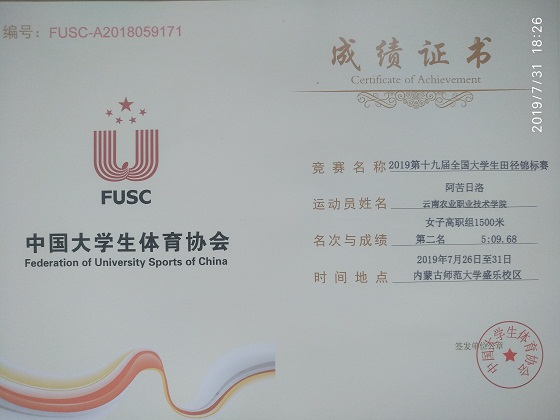 编号：FUSC-A2018059171
FUSC
中国大学生体育协会
Federation of University Sports of China
2019/7/31 18:26
成绩证书
Certificate of Achievement
竞赛名称 2019第十九届全国大学生田径锦标赛
阿苦日洛
运动员姓名 云南农业职业技术学院
女子高职组1500米
名次与成绩 第二名 5:09.68
2019年7月26日至31日
时间地点 内蒙古师范大学盛乐校区
签发单位公章
中国大学生体育协会